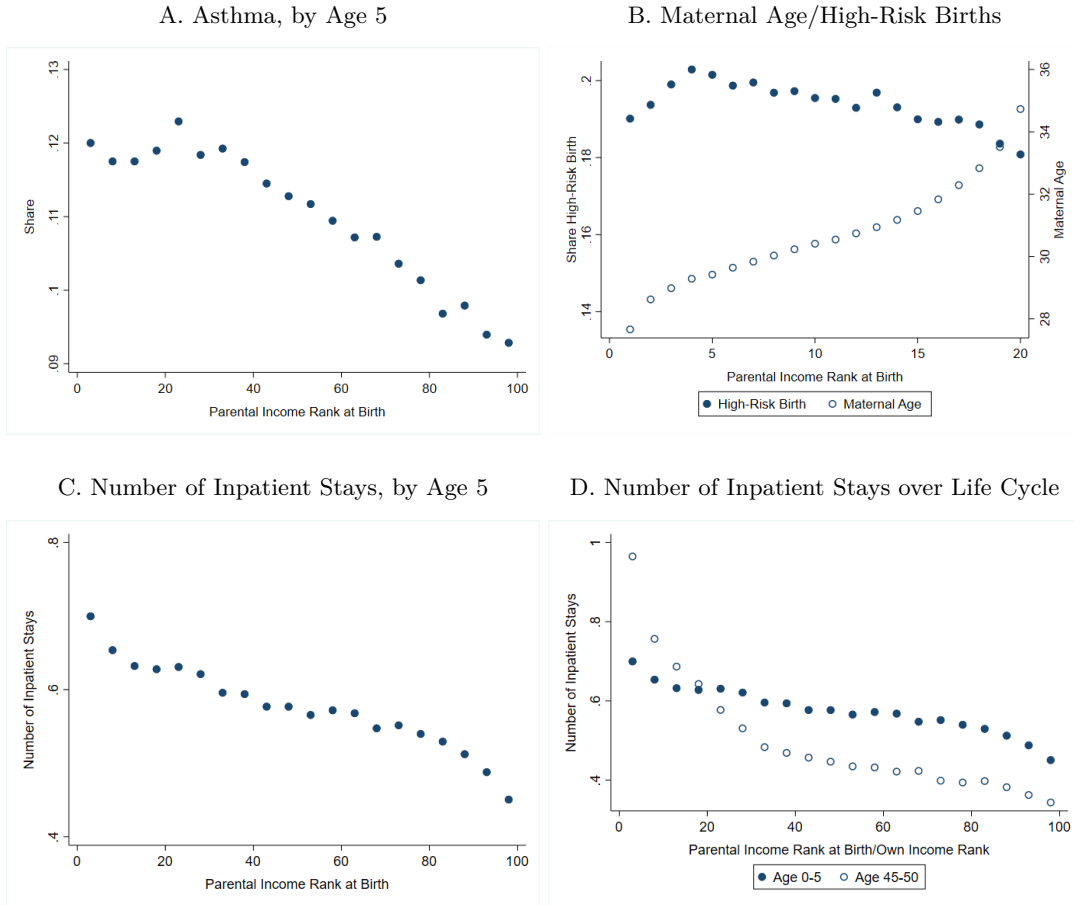 A. Asthma, by Age 5
.13
.12
.11
.1
.09
Share
0 20 40 60 80 100
Parental Income Rank at Birth
B. Maternal Age/High-Risk Births
.2
.18
.16
.14
Share High-Risk Birth
36
34
32
30
28
Maternal Age
0 5 10 15 20
Parental Income Rank at Birth
High-Risk Birth Maternal Age
C. Number of Inpatient Stays, by Age 5
.8
.6
.4
Number of Inpatient Stays
0 20 40 60 80 100
Parental Income Rank at Birth
D. Number of Inpatient Stays over Life Cycle
1
.8
.6
.4
Number of Inpatient Stays
0 20 40 60 80 100
Parental Income Rank at Birth/Own Income Rank
Age 0-5 Age 45-50